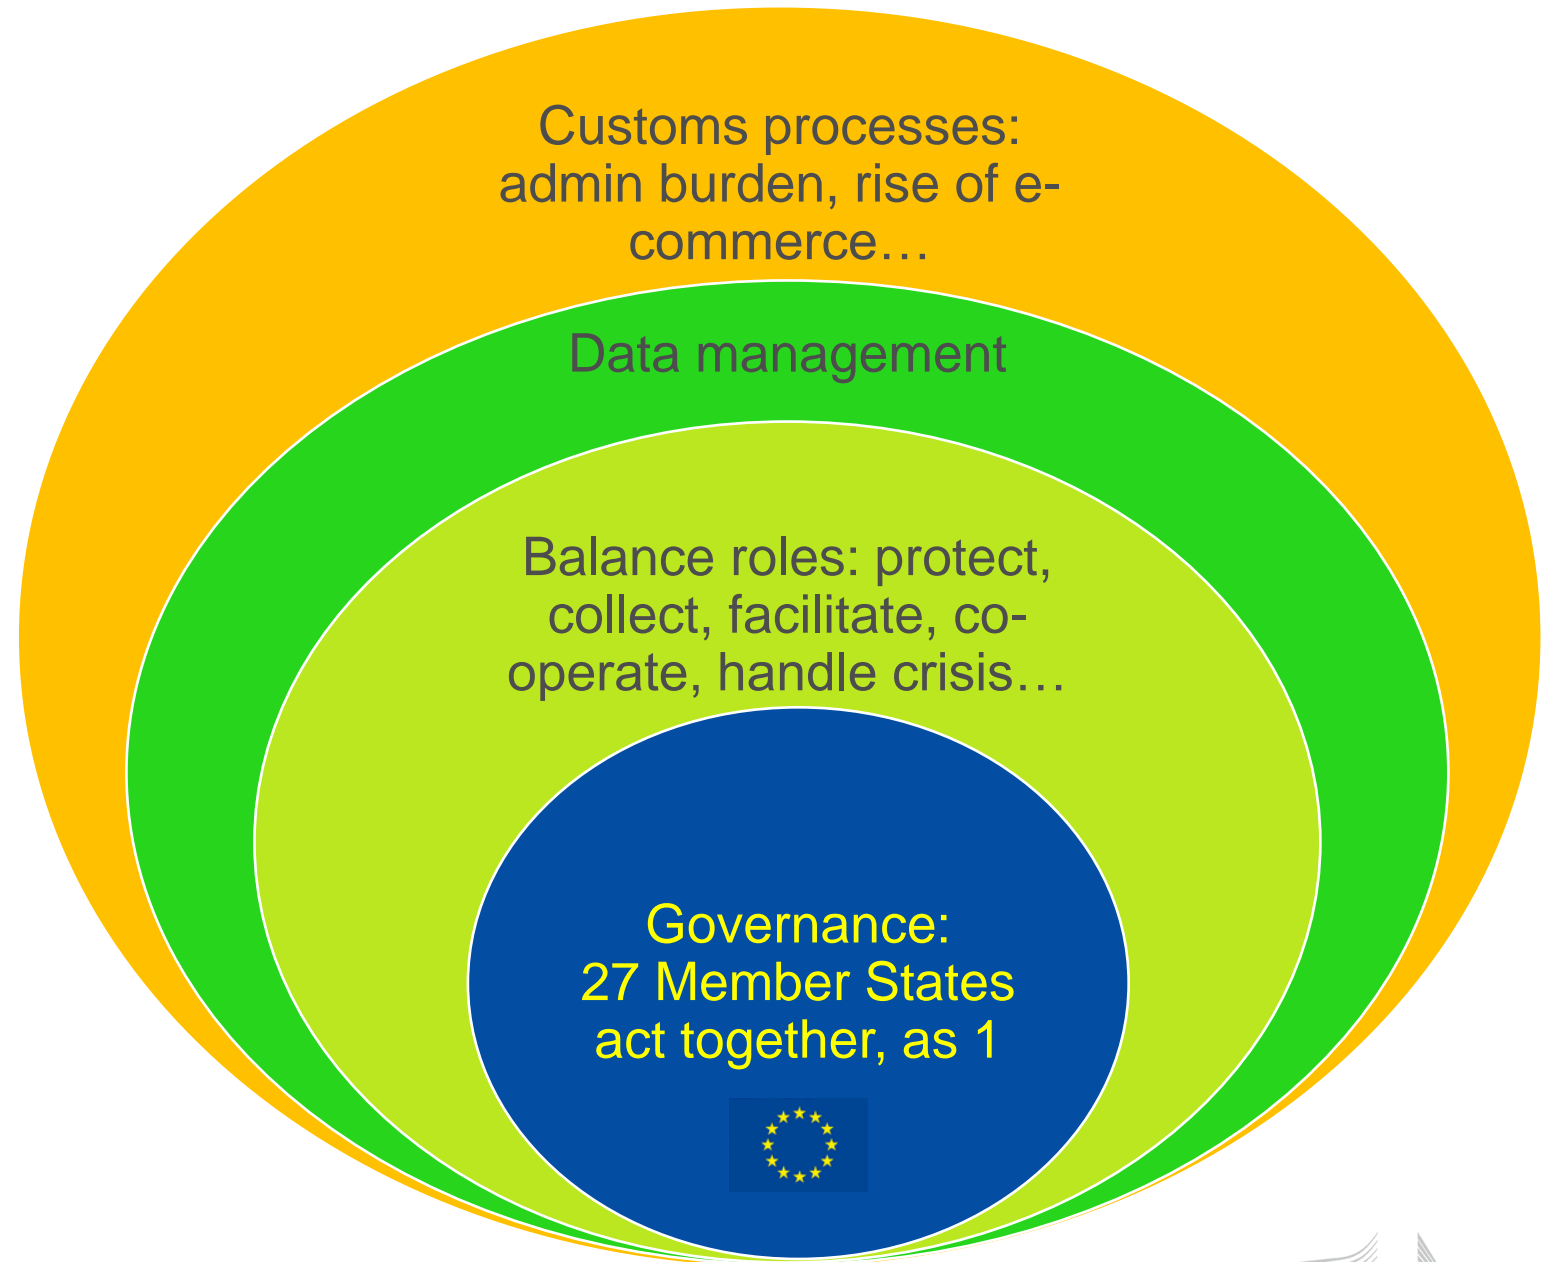 Customs processes:
admin burden, rise of e-
commerce…
Data management
Balance roles: protect,
collect, facilitate, co-
operate, handle crisis…
Governance:
27 Member States
act together, as 1